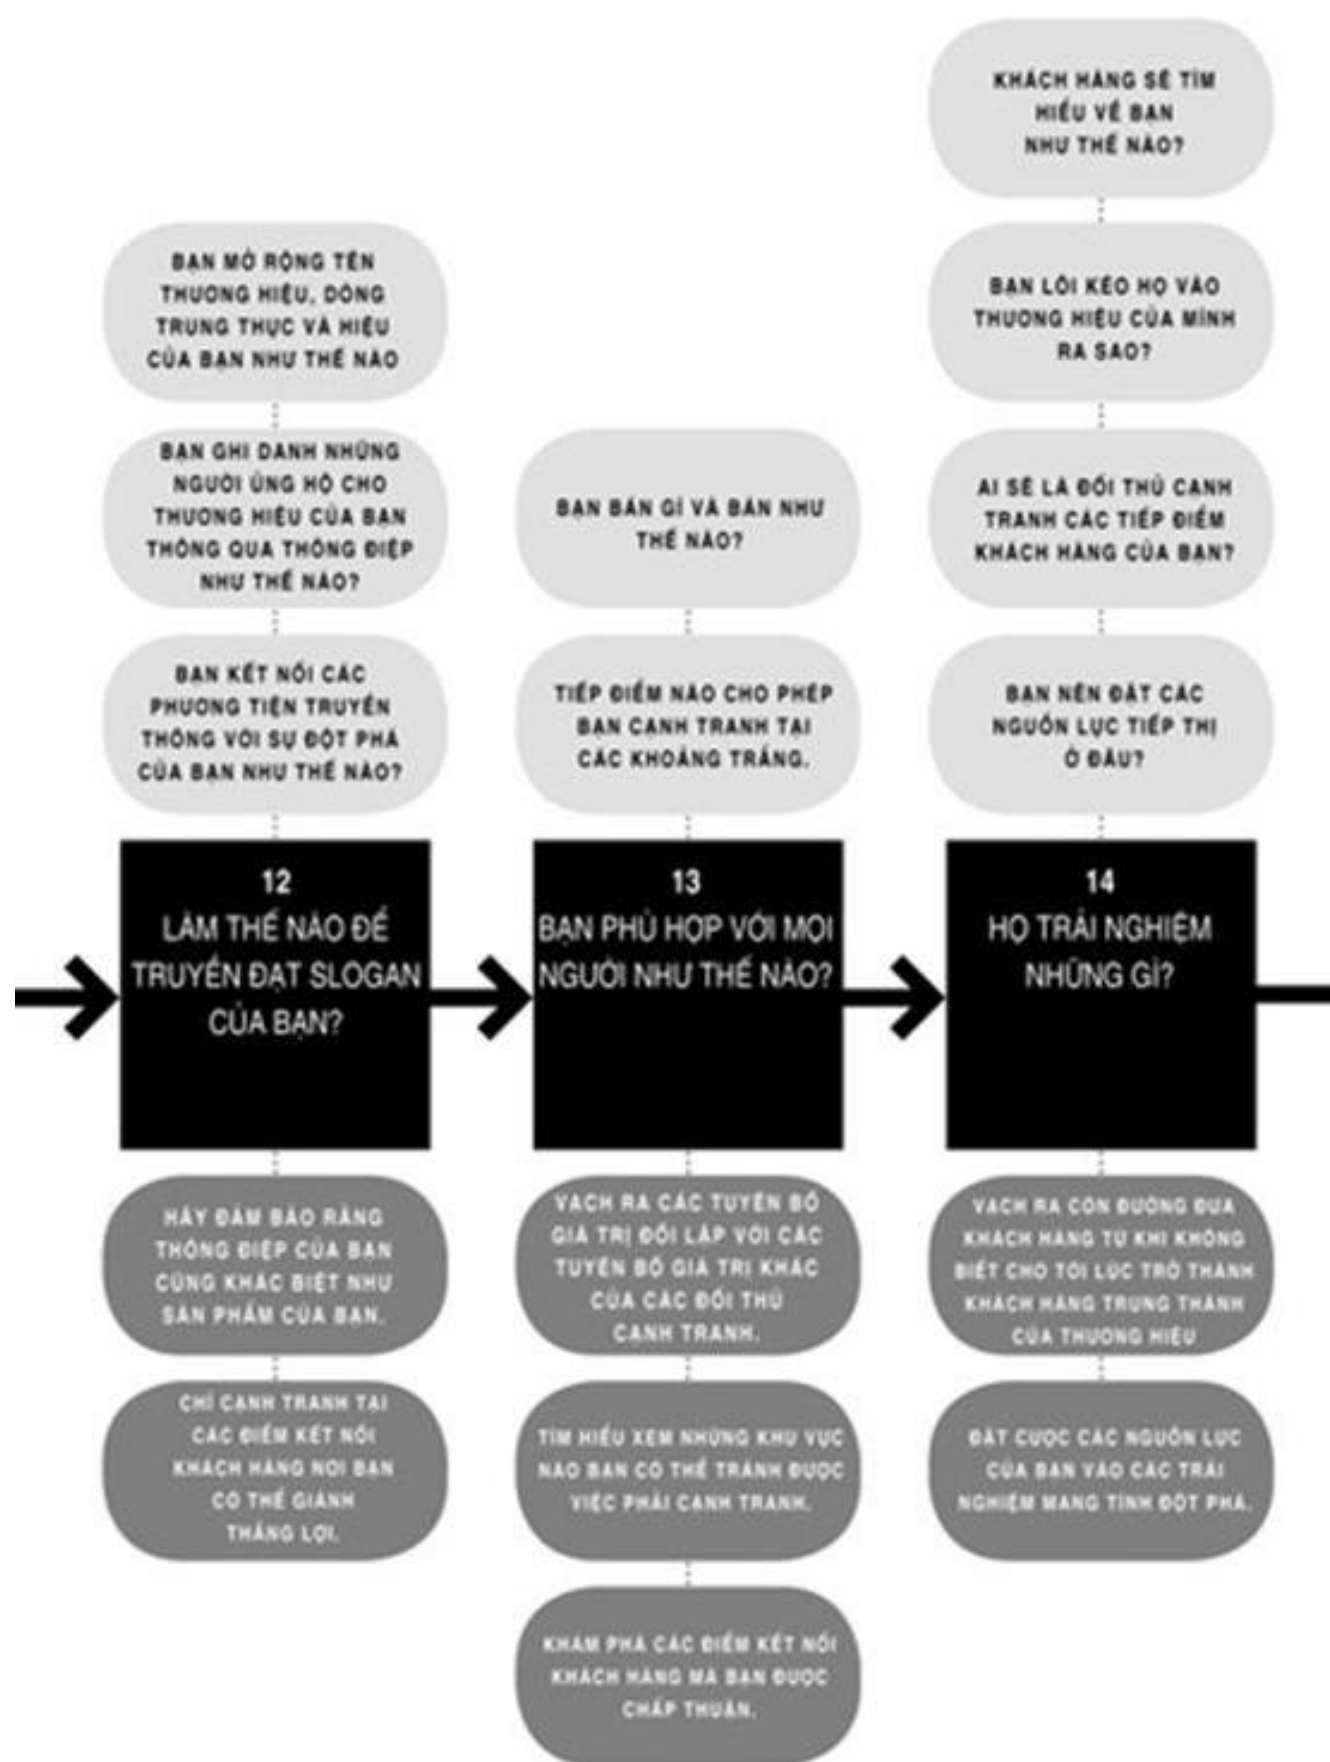 BẠN MỞ RỘNG TÊN
THƯƠNG HIỆU, DÒNG
TRUNG THỰC VÀ HIỆU
CỦA BẠN NHƯ THẾ NÀO
BẠN GHI DANH NHỮNG
NGƯỜI ỦNG HỘ CHO
THƯƠNG HIỆU CỦA BẠN
THÔNG QUA THÔNG ĐIỆP
NHƯ THẾ NÀO?
BẠN KẾT NỐI CÁC
PHƯƠNG TIỆN TRUYỀN
THÔNG VỚI SỰ ĐỘT PHÁ
CỦA BẠN NHƯ THẾ NÀO?
12
LÀM THẾ NÀO ĐỂ
TRUYỀN ĐẠT SLOGAN
CỦA BẠN?
HÃY ĐẢM BẢO RẰNG
THÔNG ĐIỆP CỦA BẠN
CŨNG KHÁC BIỆT NHƯ
SẢN PHẨM CỦA BẠN.
CHỈ CẠNH TRANH TẠI
CÁC ĐIỂM KẾT NỐI
KHÁCH HÀNG NƠI BẠN
CÓ THỂ GIÀNH
THẮNG LỢI.
BẠN BÁN GÌ VÀ BÁN NHƯ
THẾ NÀO?
TIẾP ĐIỂM NÀO CHO PHÉP
BẠN CẠNH TRANH TẠI
CÁC KHOẢNG TRẮNG.
13
BẠN PHÙ HỢP VỚI MỌI
NGƯỜI NHƯ THẾ NÀO?
VẠCH RA CÁC TUYÊN BỐ
GIÁ TRỊ ĐỐI LẬP VỚI CÁC
TUYÊN BỐ GIÁ TRỊ KHÁC
CỦA CÁC ĐỐI THỦ
CẠNH TRANH.
TÌM HIỂU XEM NHỮNG KHU VỰC
NÀO BẠN CÓ THỂ TRÁNH ĐƯỢC
VIỆC PHẢI CẠNH TRANH.
KHÁM PHÁ CÁC ĐIỂM KẾT NỐI
KHÁCH HÀNG MÀ BẠN ĐƯỢC
CHẤP THUẬN.
KHÁCH HÀNG SẼ TÌM
HIỂU VỀ BẠN
NHƯ THẾ NÀO?
BẠN LÔI KÉO HỌ VÀO
THƯƠNG HIỆU CỦA MÌNH
RA SAO?
AI SẼ LÀ ĐỐI THỦ CẠNH
TRANH CÁC TIẾP ĐIỂM
KHÁCH HÀNG CỦA BẠN?
BẠN NÊN ĐẶT CÁC
NGUỒN LỰC TIẾP THỊ
Ở ĐÂU?
14
HỌ TRẢI NGHIỆM
NHỮNG GÌ?
VẠCH RA CON ĐƯỜNG ĐƯA
KHÁCH HÀNG TỪ KHI KHÔNG
BIẾT CHO TỚI LÚC TRỞ THÀNH
KHÁCH HÀNG TRUNG THÀNH
CỦA THƯƠNG HIỆU
ĐẶT CƯỢC CÁC NGUỒN LỰC
CỦA BẠN VÀO CÁC TRẢI
NGHIỆM MANG TÍNH ĐỘT PHÁ.